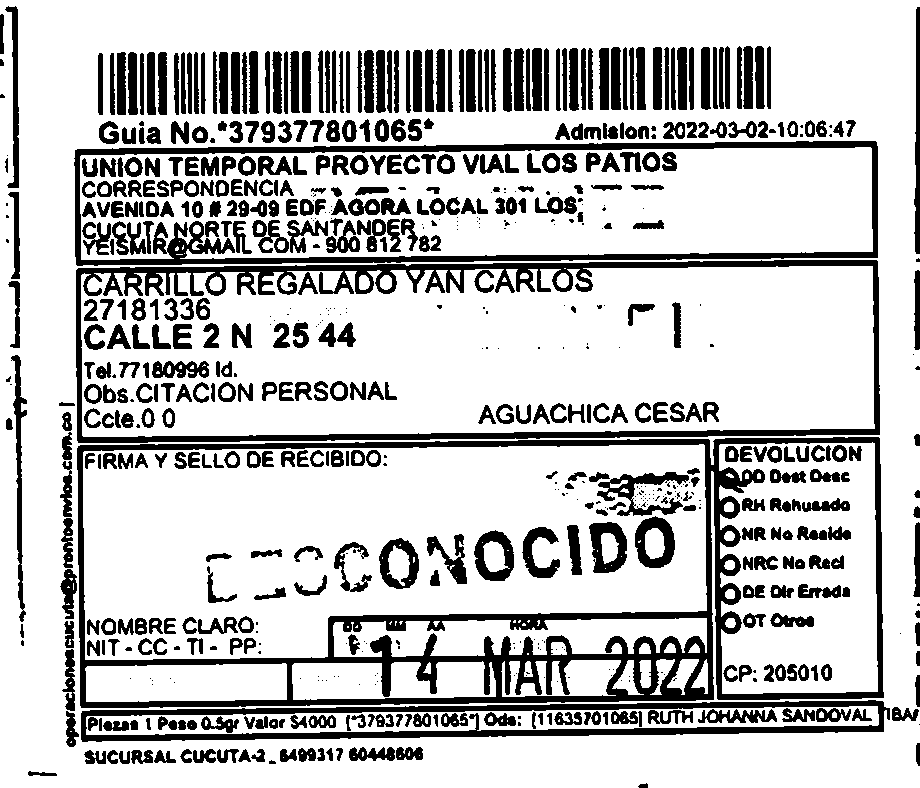 Guia No.*379377801065*
Admision: 2022-03-02-10:06:47
UNION TEMPORAL PROYECTO VIAL LOS PATIOS
CORRESPONDENCIA
AVENIDA 10 # 29-09 EDF AGORA LOCAL 301 LOS
CUCUTA NORTE DE SANTANDER
YEISMIR@GMAIL COM - 900 812 782
CARRILLO REGALADO YAN CARLOS
27181336
CALLE 2 N 25 44
Tel.77180996 Id.
Obs.CITACION PERSONAL
Ccte.0 0
AGUACHICA CESAR
operacionescucuta@prontoenvios.com.co
FIRMA Y SELLO DE RECIBIDO:
DESCONOCIDO
NOMBRE CLARO:
NIT - CC - TI - PP:
DD MM AA HORA
14 MAR 2022
DEVOLUCION
DD Dest Desc
RH Rehusado
NR No Reside
NRC No Recl
DE Dir Errada
OT Otros
CP: 205010
Piezas 1 Peso 0.5gr Valor $4000 [*379377801065*] Ods: [11635701065] RUTH JOHANNA SANDOVAL TIBA/
SUCURSAL CUCUTA-2_ 6499317 60448606